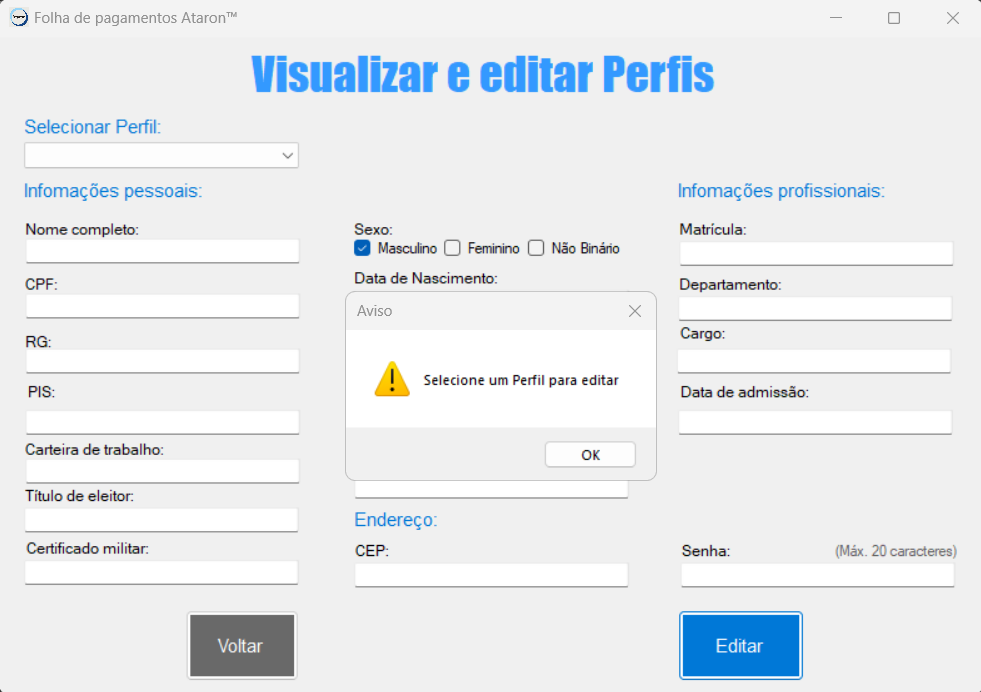 Folha de pagamentos Ataron™
Visualizar e editar Perfis
Selecionar Perfil:
Infomações pessoais:
Nome completo:
CPF:
RG:
PIS:
Carteira de trabalho:
Título de eleitor:
Certificado militar:
Sexo:
Masculino Feminino Não Binário
Data de Nascimento:
Aviso
Selecione um Perfil para editar
OK
Endereço:
CEP:
Infomações profissionais:
Matrícula:
Departamento:
Cargo:
Data de admissão:
Senha: (Máx. 20 caracteres)
Voltar
Editar